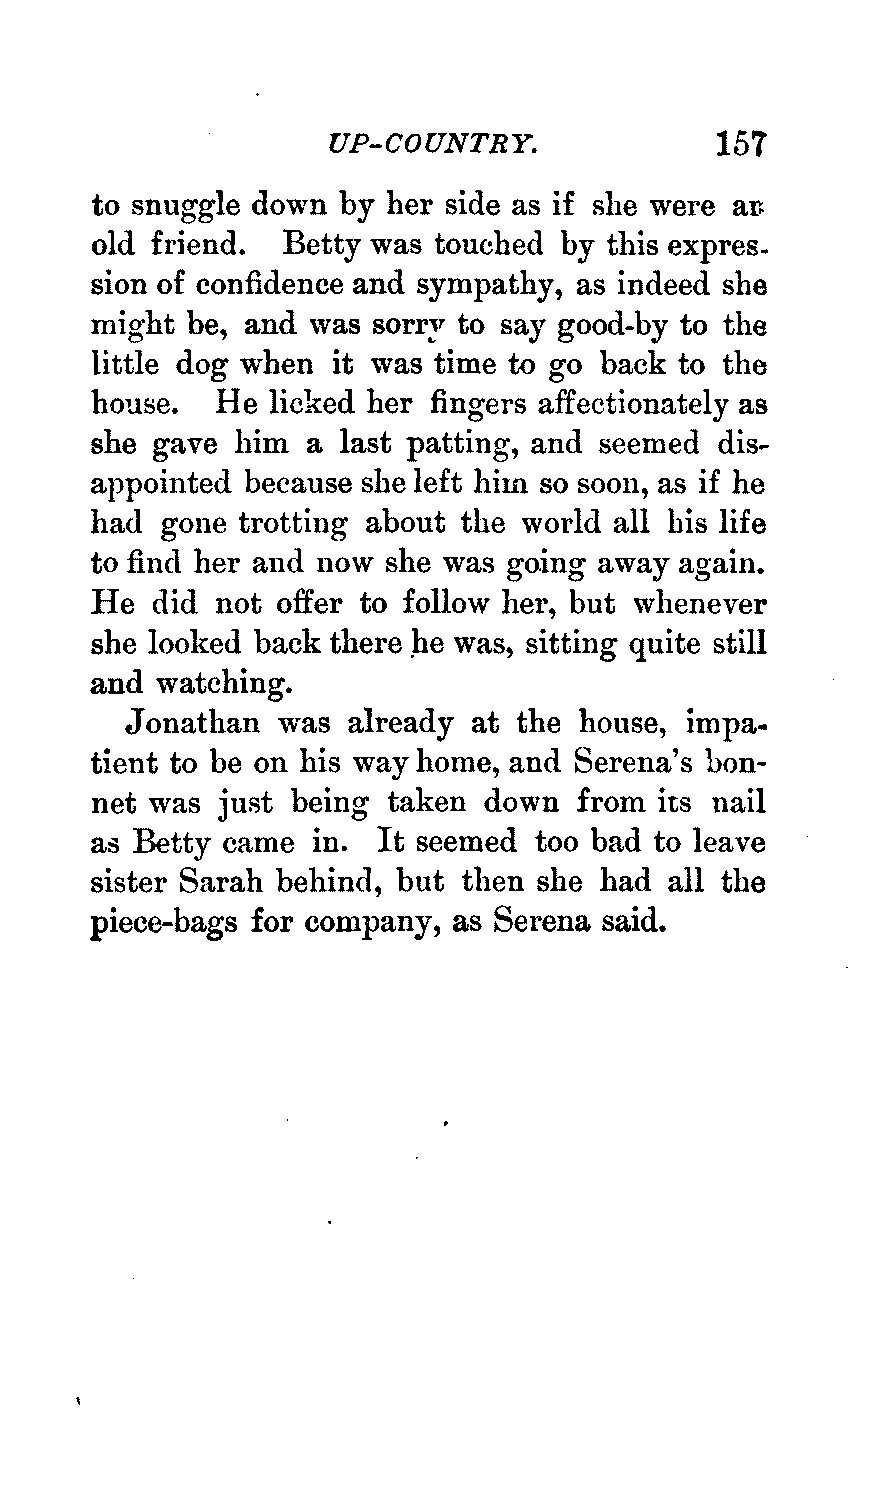 UP-COUNTRY. 157
to snuggle down by her side as if she were an
old friend. Betty was touched by this expres-
sion of confidence and sympathy, as indeed she
might be, and was sorry to say good-by to the
little dog when it was time to go back to the
house. He licked her fingers affectionately as
she gave him a last patting, and seemed dis-
appointed because she left him so soon, as if he
had gone trotting about the world all his life
to find her and now she was going away again.
He did not offer to follow her, but whenever
she looked back there he was, sitting quite still
and watching.
Jonathan was already at the house, impa-
tient to be on his way home, and Serena's bon-
net was just being taken down from its nail
as Betty came in. It seemed too bad to leave
sister Sarah behind, but then she had all the
piece-bags for company, as Serena said.